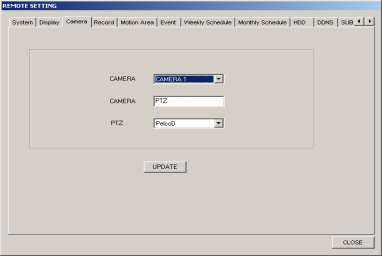 REMOTE SETTING
System Display Camera Record Motion Area Event Weekly Schedule Monthly Schedule HDD DDNS SUB
CAMERA CAMERA 1
CAMERA PTZ
PTZ PelcoD
UPDATE
CLOSE